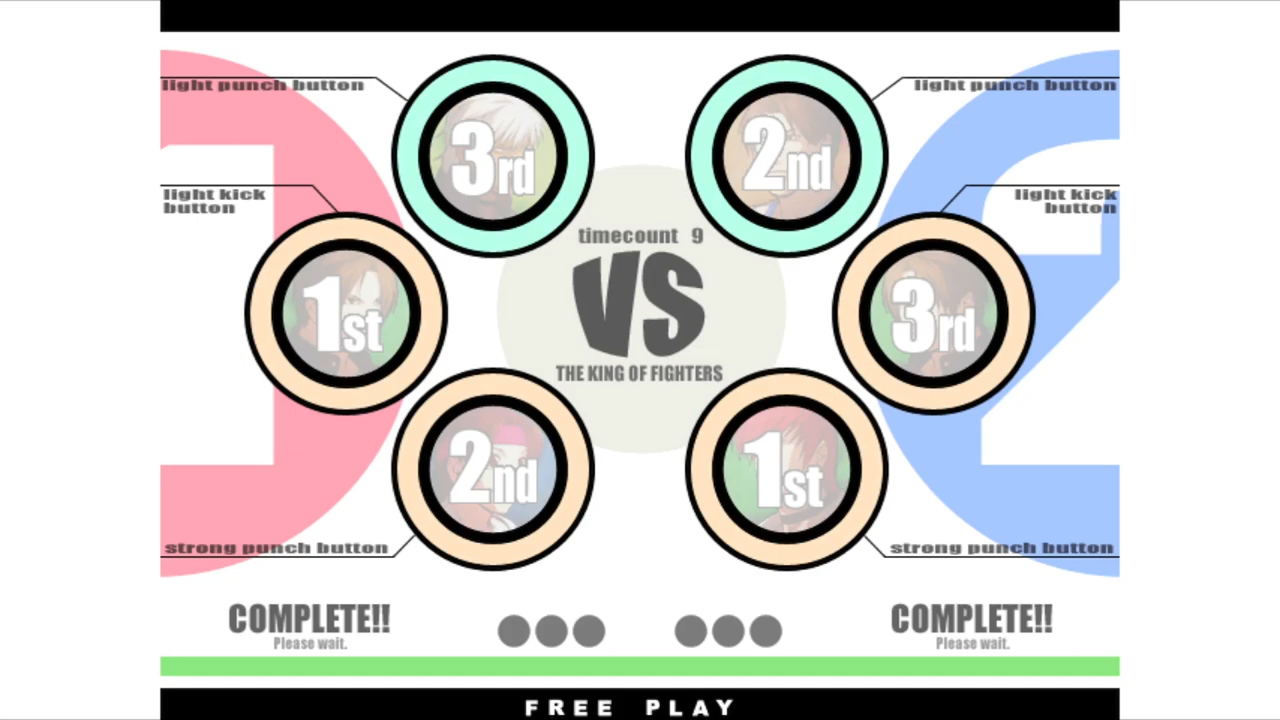 light punch button
light punch button
3rd
2nd
light kick
button
light kick
button
timecount 9
1st
VS
3rd
THE KING OF FIGHTERS
2nd
1st
strong punch button
strong punch button
COMPLETE!!
Please wait.
COMPLETE!!
Please wait.
FREE PLAY
1
2